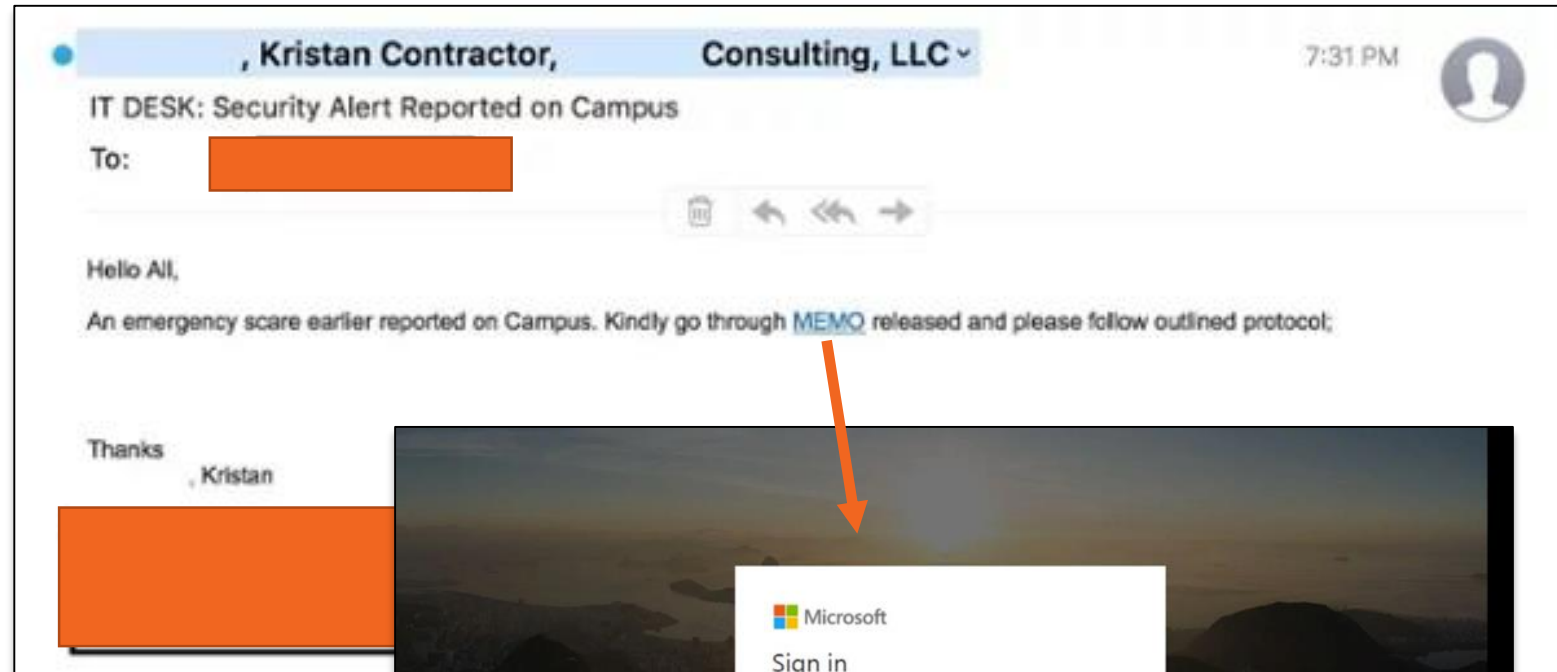 , Kristan Contractor, Consulting, LLC
7:31 PM
IT DESK: Security Alert Reported on Campus
To:
Hello All,
An emergency scare earlier reported on Campus. Kindly go through MEMO released and please follow outlined protocol;
Thanks
, Kristan
Microsoft
Sign in